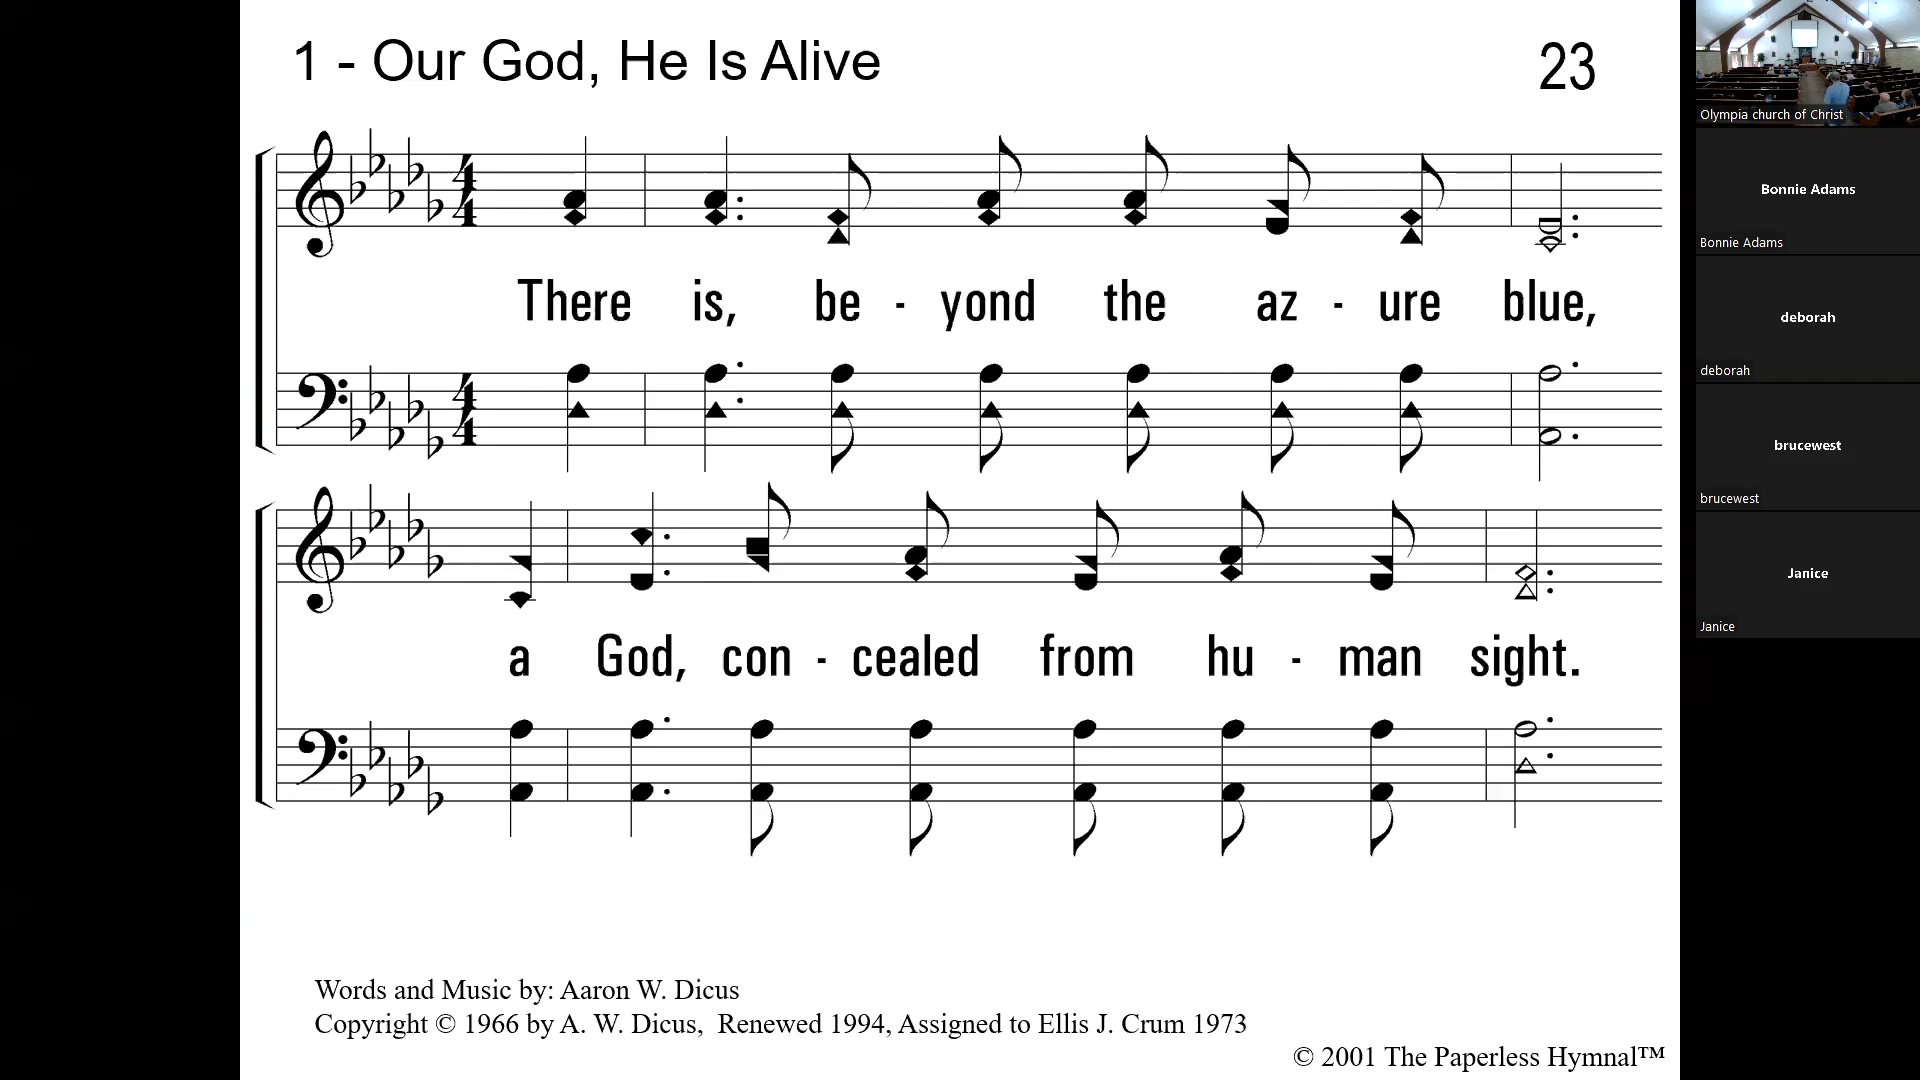 1 - Our God, He Is Alive
23
There is, be - yond the az - ure blue,
a God, con - cealed from hu - man sight.
Words and Music by: Aaron W. Dicus
Copyright © 1966 by A. W. Dicus, Renewed 1994, Assigned to Ellis J. Crum 1973
© 2001 The Paperless Hymnal™
Olympia church of Christ
Bonnie Adams
Bonnie Adams
deborah
deborah
brucewest
brucewest
Janice
Janice